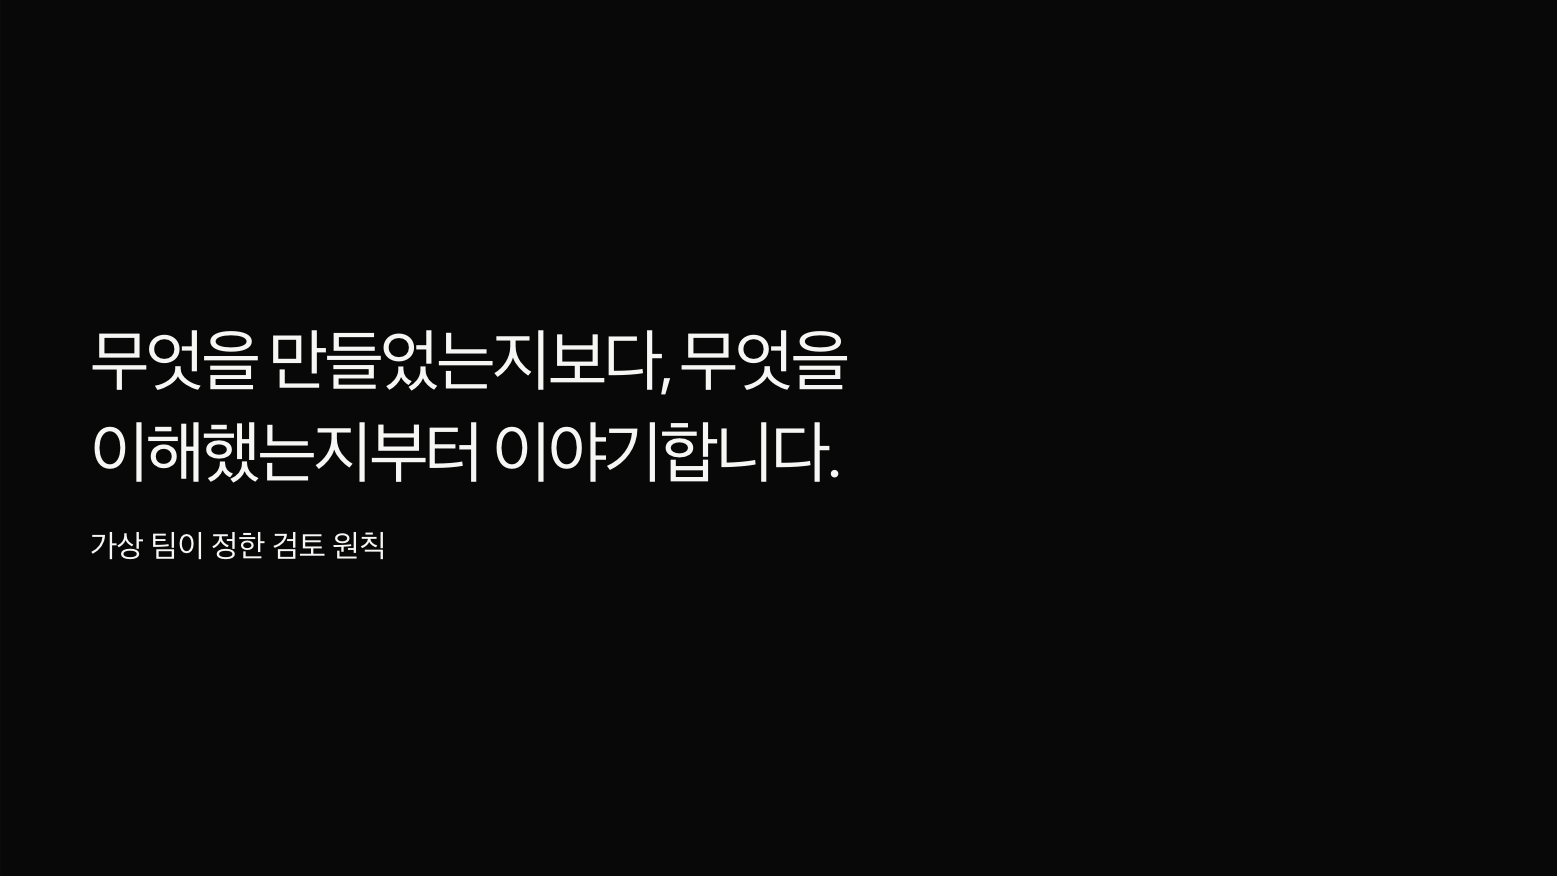 무엇을 만들었는지보다, 무엇을
이해했는지부터 이야기합니다.
가상 팀이 정한 검토 원칙